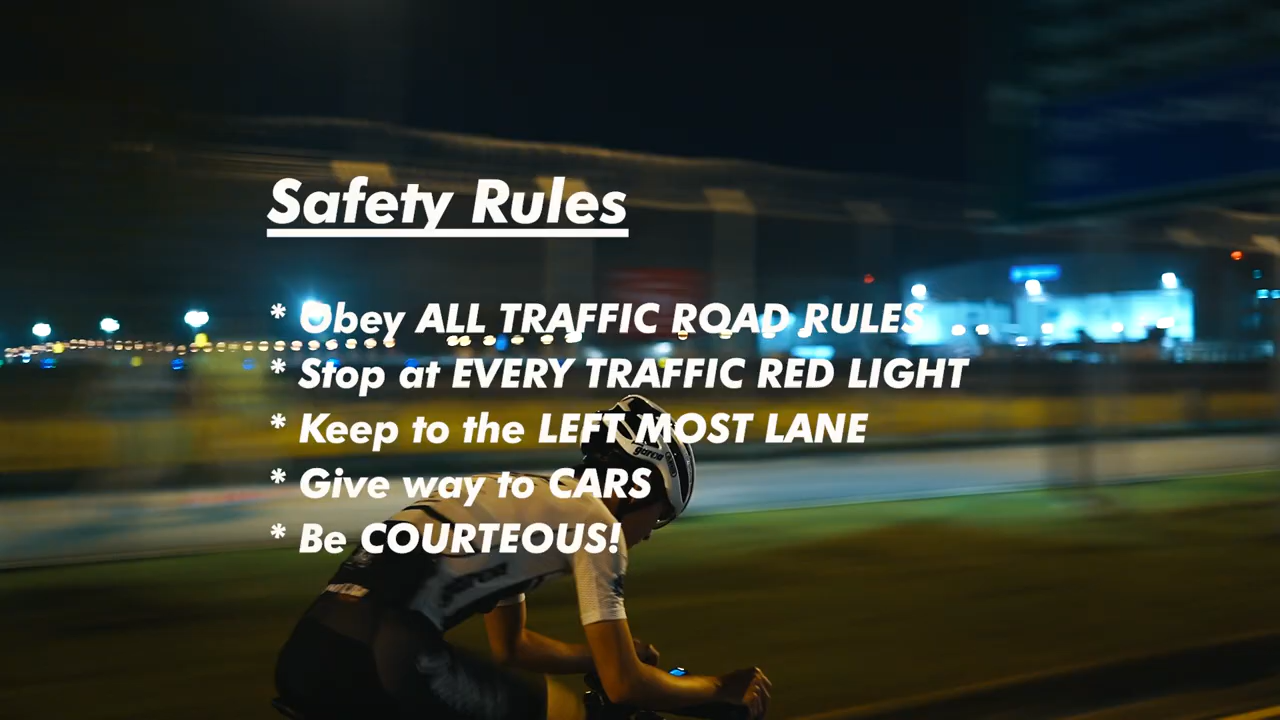 Safety Rules
* Obey ALL TRAFFIC ROAD RULES
* Stop at EVERY TRAFFIC RED LIGHT
* Keep to the LEFT MOST LANE
* Give way to CARS
* Be COURTEOUS!